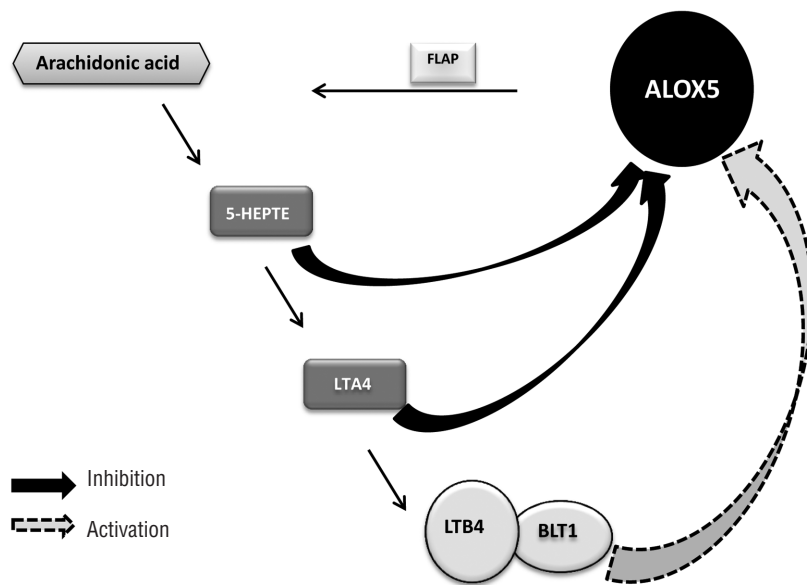 Arachidonic acid
FLAP
ALOX5
5-HEPTE
LTA4
LTB4
BLT1
Inhibition
Activation